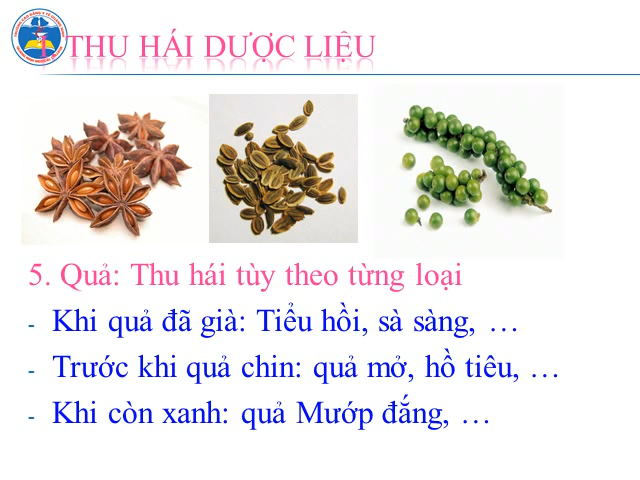 1. THU HÁI DƯỢC LIỆU
5. Quả: Thu hái tùy theo từng loại
- Khi quả đã già: Tiểu hồi, sà sàng, …
- Trước khi quả chin: quả mở, hồ tiêu, …
- Khi còn xanh: quả Mướp đắng, …